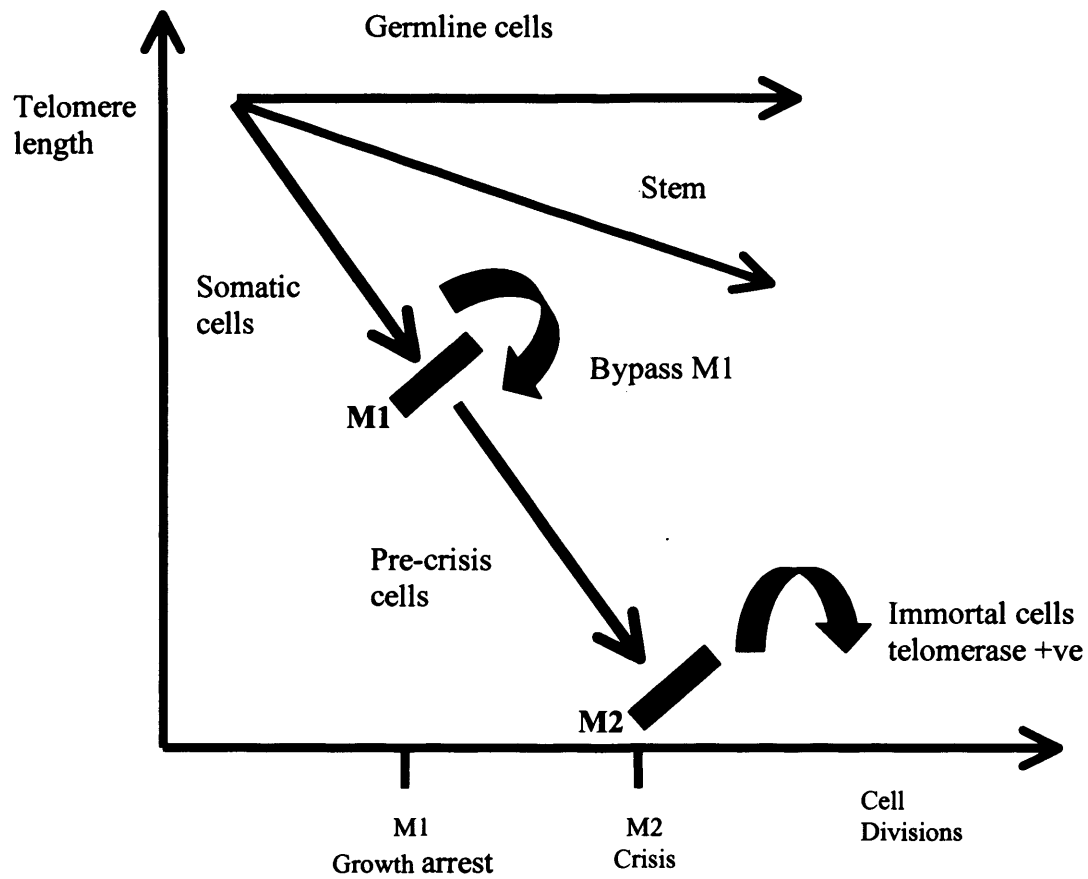 Germline cells
Telomere
length
Stem
Somatic
cells
Bypass M1
M1
Pre-crisis
cells
Immortal cells
telomerase +ve
M2
M1
Growth arrest
M2
Crisis
Cell
Divisions